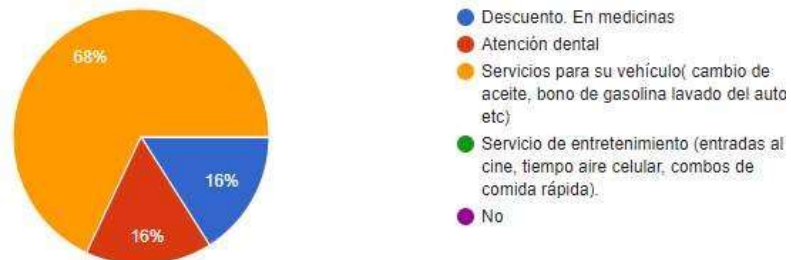 68%
16%
16%
Descuento. En medicinas
Atención dental
Servicios para su vehículo( cambio de
aceite, bono de gasolina lavado del auto
etc)
Servicio de entretenimiento (entradas al
cine, tiempo aire celular, combos de
comida rápida).
No